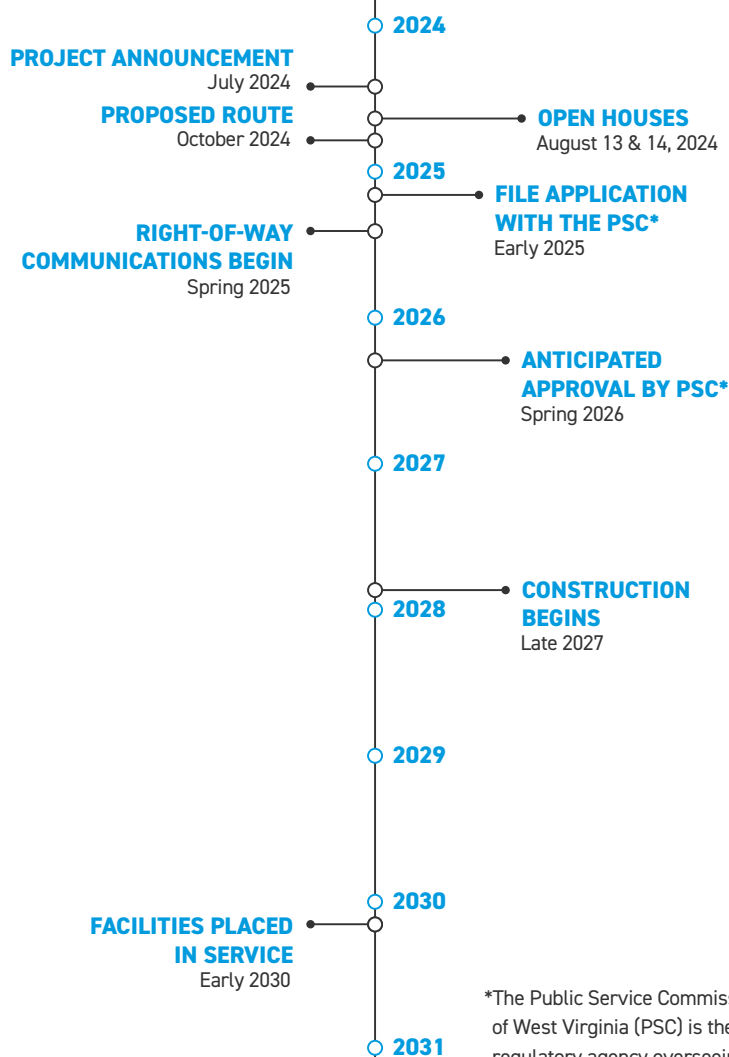 2024
PROJECT ANNOUNCEMENT
July 2024
PROPOSED ROUTE
October 2024
OPEN HOUSES
August 13 & 14, 2024
2025
FILE APPLICATION
WITH THE PSC*
Early 2025
RIGHT-OF-WAY
COMMUNICATIONS BEGIN
Spring 2025
2026
ANTICIPATED
APPROVAL BY PSC*
Spring 2026
2027
CONSTRUCTION
BEGINS
Late 2027
2028
2029
2030
FACILITIES PLACED
IN SERVICE
Early 2030
*The Public Service
of West Virginia (PSC) is the
2031
regulatory agency